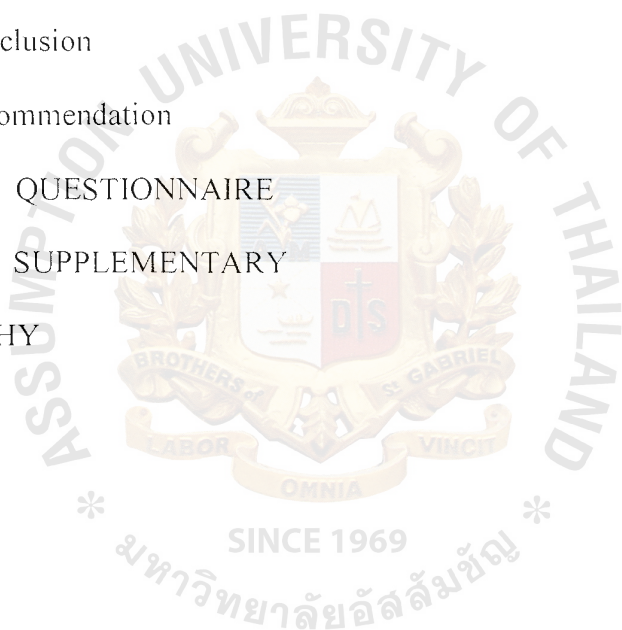 clusion
ommendation
QUESTIONNAIRE
SUPPLEMENTARY
HY
ASSUMPTION UNIVERSITY OF THAILAND
DS
BROTHERS of St GABRIEL
LABOR OMNIA VINCIT
* SINCE 1969 *
มหาวิทยาลัยอัสสัมชัญ